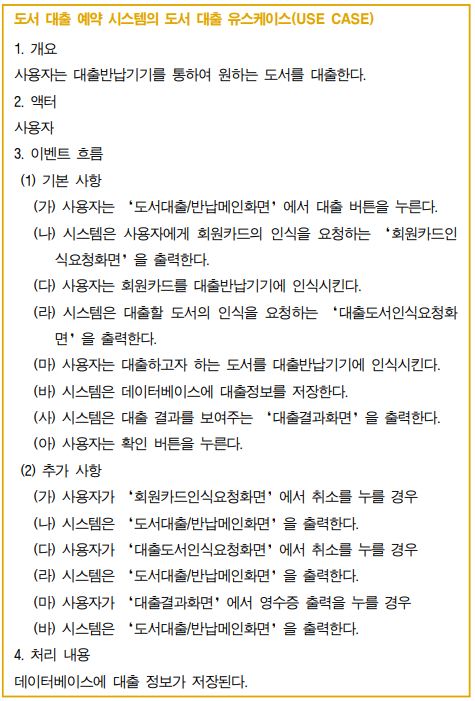 도서 대출 예약 시스템의 도서 대출 유스케이스(USE CASE)
1. 개요
사용자는 대출반납기기를 통하여 원하는 도서를 대출한다.
2. 액터
사용자
3. 이벤트 흐름
(1) 기본 사항
(가) 사용자는 ‘도서대출/반납메인화면’에서 대출 버튼을 누른다.
(나) 시스템은 사용자에게 회원카드의 인식을 요청하는 ‘회원카드인
식요청화면’을 출력한다.
(다) 사용자는 회원카드를 대출반납기기에 인식시킨다.
(라) 시스템은 대출할 도서의 인식을 요청하는 ‘대출도서인식요청화
면’을 출력한다.
(마) 사용자는 대출하고자 하는 도서를 대출반납기기에 인식시킨다.
(바) 시스템은 데이터베이스에 대출정보를 저장한다.
(사) 시스템은 대출 결과를 보여주는 ‘대출결과화면’을 출력한다.
(아) 사용자는 확인 버튼을 누른다.
(2) 추가 사항
(가) 사용자가 ‘회원카드인식요청화면’에서 취소를 누를 경우
(나) 시스템은 ‘도서대출/반납메인화면’을 출력한다.
(다) 사용자가 ‘대출도서인식요청화면’에서 취소를 누를 경우
(라) 시스템은 ‘도서대출/반납메인화면’을 출력한다.
(마) 사용자가 ‘대출결과화면’에서 영수증 출력을 누를 경우
(바) 시스템은 ‘도서대출/반납메인화면’을 출력한다.
4. 처리 내용
데이터베이스에 대출 정보가 저장된다.